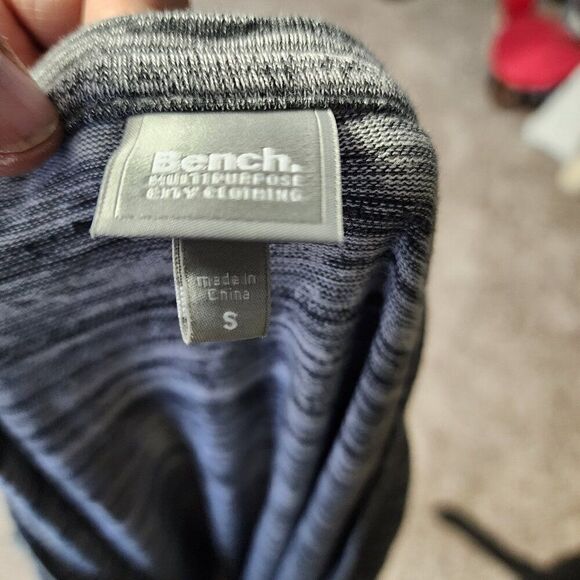 Bench.
MULTIPURPOSE
CITY CLOTHING
made in
China
S